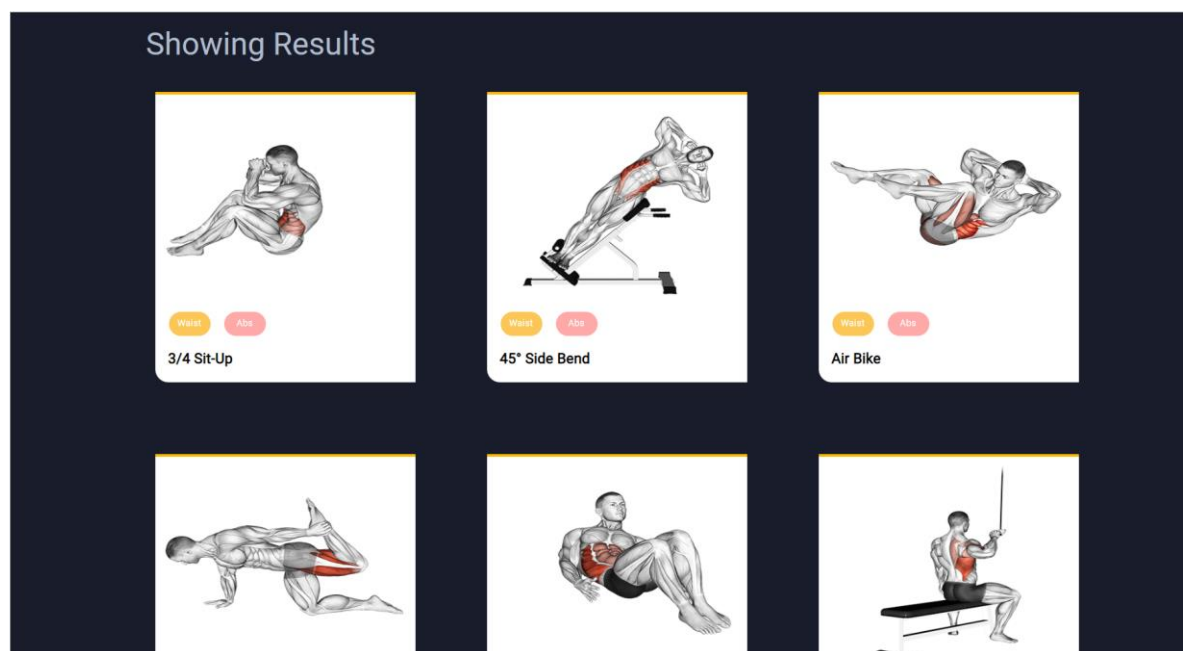 Showing Results
Waist Abs
3/4 Sit-Up
Waist Abs
45° Side Bend
Waist Abs
Air Bike